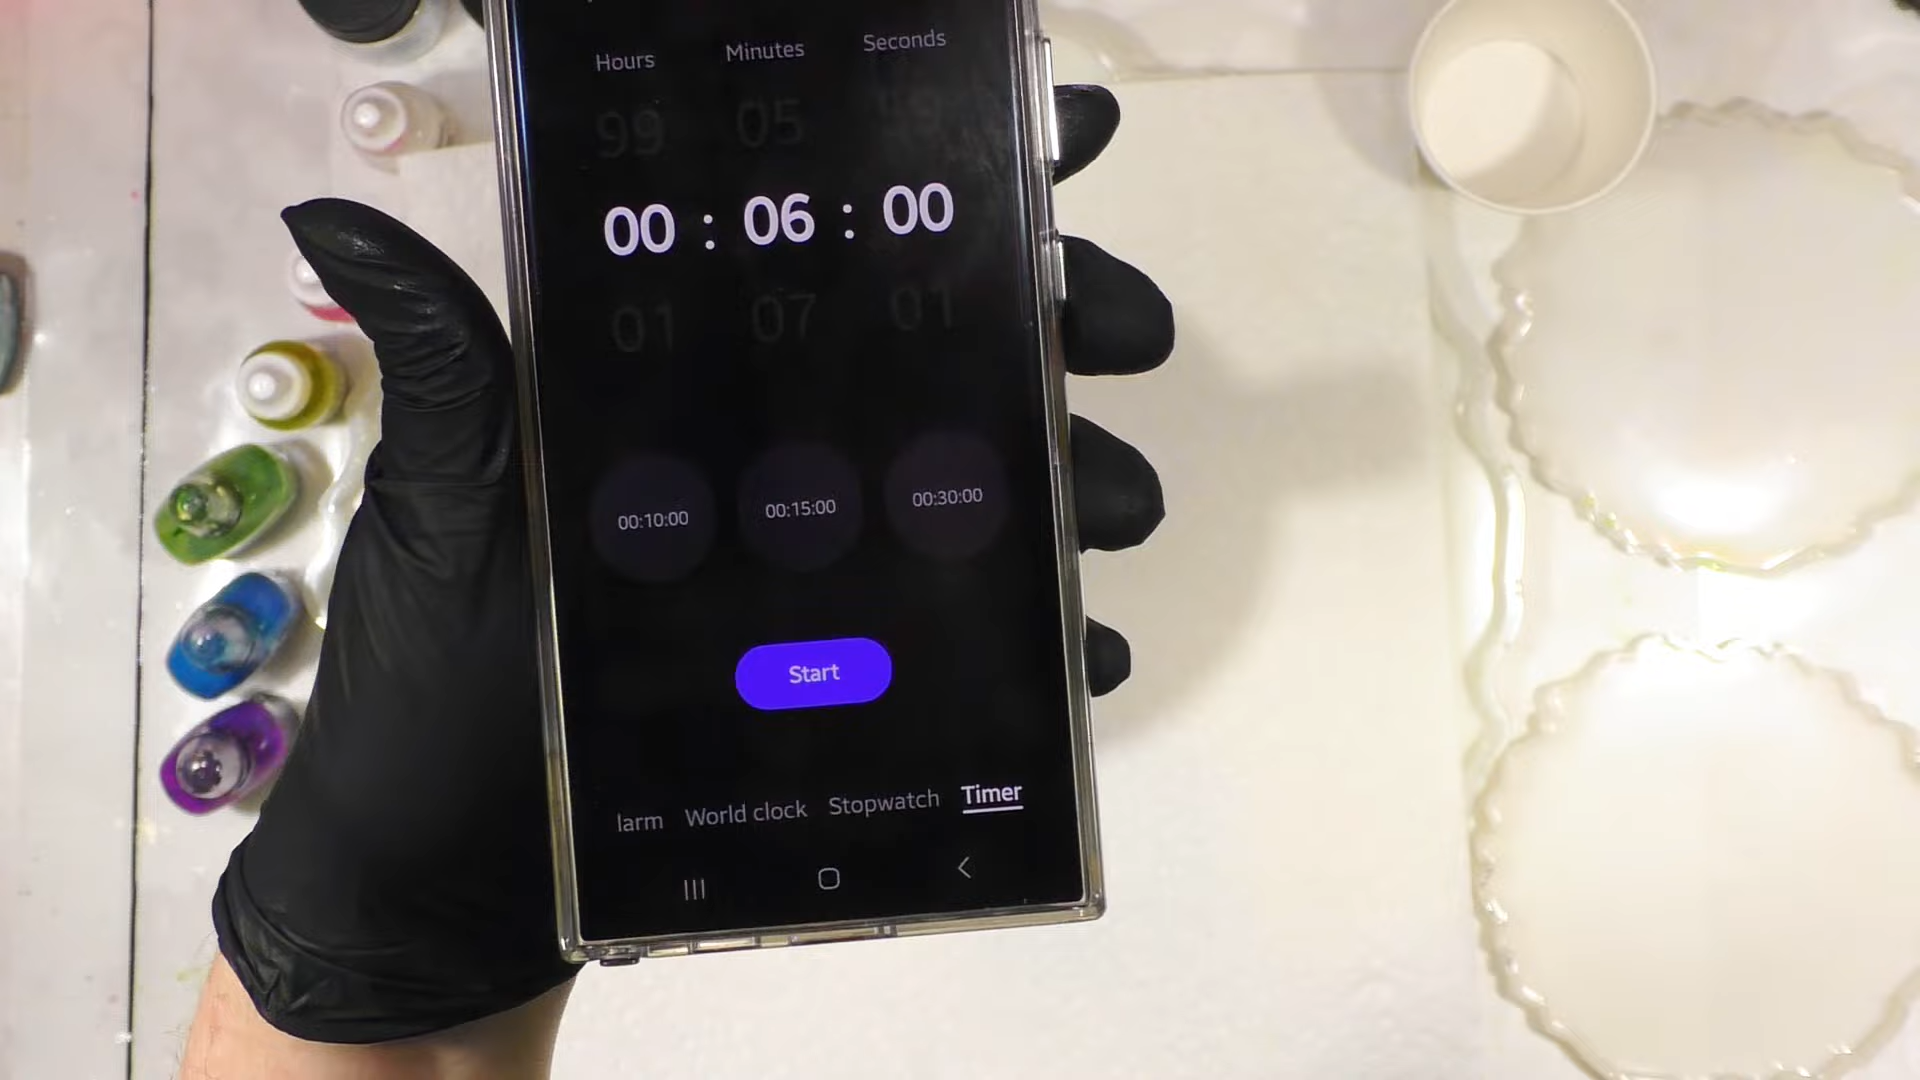 Hours Minutes Seconds
99 05 59
00 : 06 : 00
01 07 01
00:10:00 00:15:00 00:30:00
Start
larm World clock Stopwatch Timer